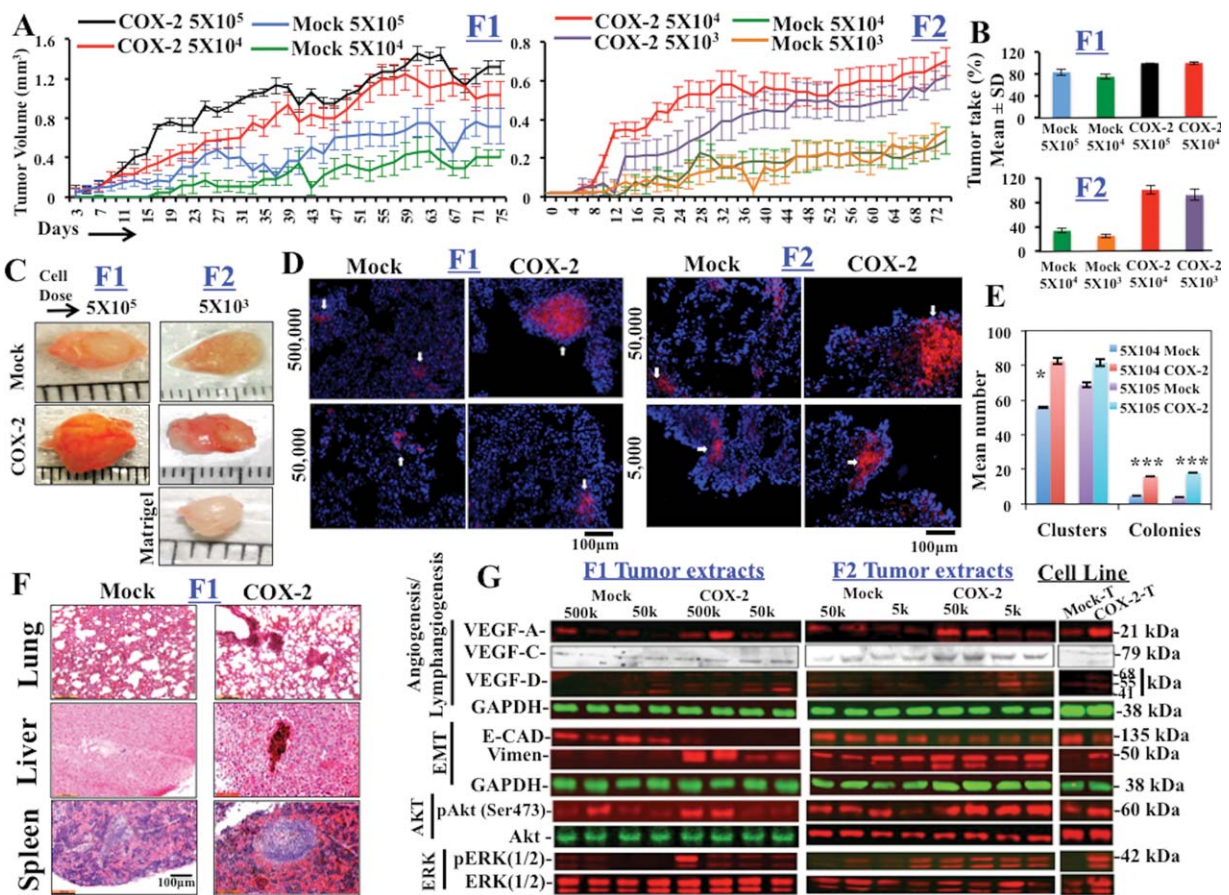 A
COX-2 5X10⁵
Mock 5X10⁵
F1
COX-2 5X10⁴
Mock 5X10⁴
COX-2 5X10⁴
Mock 5X10⁴
F2
COX-2 5X10³
Mock 5X10³
Tumor Volume (mm³)
1.6
1.2
0.8
0.4
0
3 7 11 15 19 23 27 31 35 39 43 47 51 55 59 63 67 71 75
0.8
0.6
0.4
0.2
0
0 4 8 12 16 20 24 28 32 36 40 44 48 52 56 60 64 68 72
Days
B
F1
Tumor take (%)
Mean ± SD
120
80
40
0
Mock Mock COX-2 COX-2
5X10⁵ 5X10⁴ 5X10⁵ 5X10⁴
F2
120
80
40
0
Mock Mock COX-2 COX-2
5X10⁴ 5X10³ 5X10⁴ 5X10³
C
F1 F2
Cell
Dose
5X10⁵ 5X10³
Mock
COX-2
Matrigel
D
F1 F2
Mock COX-2 Mock COX-2
500,000
50,000
500,000
5,000
100µm
100µm
E
Mean number
100
80
60
40
20
0
5X104 Mock
5X104 COX-2
5X105 Mock
5X105 COX-2
*
***
***
Clusters Colonies
F
Mock F1 COX-2
Lung
Liver
Spleen
100µm
G
F1 Tumor extracts F2 Tumor extracts Cell Line
Mock COX-2 Mock COX-2 Mock-T COX-2-T
500k 50k 500k 50k 50k 5k 50k 5k
Angiogenesis/
Lymphangiogenesis
VEGF-A- -21 kDa
VEGF-C- -79 kDa
VEGF-D- -68
55 kDa
41
GAPDH- -38 kDa
EMT
E-CAD- -135 kDa
Vimen- -50 kDa
GAPDH- - 38 kDa
AKT
pAkt (Ser473) -60 kDa
Akt -
ERK
pERK(1/2)- -42 kDa
ERK(1/2)-